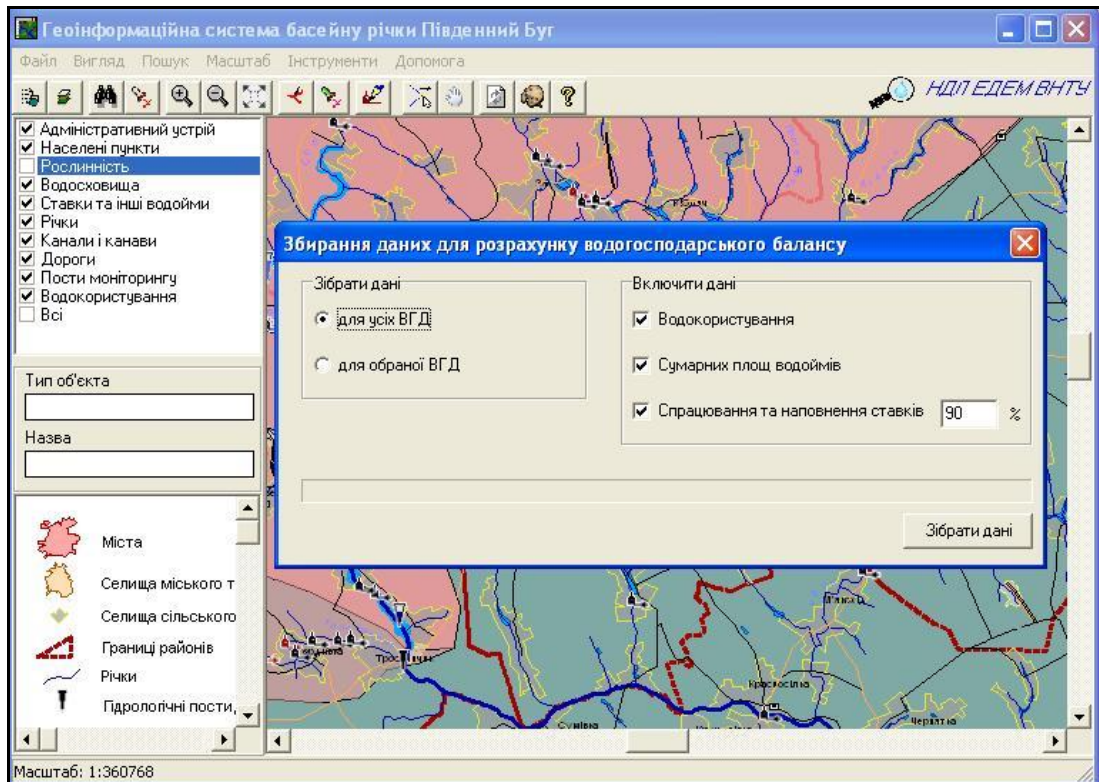 Геоінформаційна система басейну річки Південний Буг
Файл Вигляд Пошук Масштаб Інструменти Допомога
НДЛ ЕДЕМ ВНТУ
Адміністративний устрій
Населені пункти
Рослинність
Водосховища
Ставки та інші водойми
Річки
Канали і канави
Дороги
Пости моніторингу
Водокористування
Всі
Збирання даних для розрахунку водогосподарського балансу
Зібрати дані
для усіх ВГД
для обраної ВГД
Включити дані
Водокористування
Сумарних площ водоймів
Спрацювання та наповнення ставків 90 %
Зібрати дані
Тип об'єкта
Назва
Міста
Селища міського т
Селища сільського
Границі районів
Річки
Гідрологічні пости,
Красносілка
Сумівка
Масштаб: 1:360768